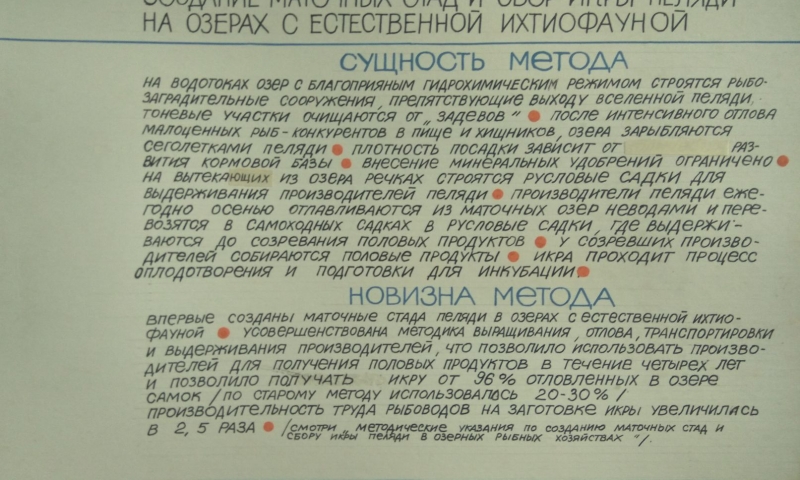 СОЗДАНИЕ МАТОЧНЫХ СТАД И СБОР ИКРЫ ПЕЛЯДИ
НА ОЗЕРАХ С ЕСТЕСТВЕННОЙ ИХТИОФАУНОЙ
СУЩНОСТЬ МЕТОДА
НА ВОДОТОКАХ ОЗЕР С БЛАГОПРИЯНЫМ ГИДРОХИМИЧЕСКИМ РЕЖИМОМ СТРОЯТСЯ РЫБО-
ЗАГРАДИТЕЛЬНЫЕ СООРУЖЕНИЯ, ПРЕПЯТСТВУЮЩИЕ ВЫХОДУ ВСЕЛЕННОЙ ПЕЛЯДИ.
ТОНЕВЫЕ УЧАСТКИ ОЧИЩАЮТСЯ ОТ „ЗАДЕВОВ" ● ПОСЛЕ ИНТЕНСИВНОГО ОТЛОВА
МАЛОЦЕННЫХ РЫБ-КОНКУРЕНТОВ В ПИЩЕ И ХИЩНИКОВ, ОЗЕРА ЗАРЫБЛЯЮТСЯ
СЕГОЛЕТКАМИ ПЕЛЯДИ ● ПЛОТНОСТЬ ПОСАДКИ ЗАВИСИТ ОТ РАЗ-
ВИТИЯ КОРМОВОЙ БАЗЫ ● ВНЕСЕНИЕ МИНЕРАЛЬНЫХ УДОБРЕНИЙ ОГРАНИЧЕНО ●
НА ВЫТЕКАЮЩИХ ИЗ ОЗЕРА РЕЧКАХ СТРОЯТСЯ РУСЛОВЫЕ САДКИ ДЛЯ
ВЫДЕРЖИВАНИЯ ПРОИЗВОДИТЕЛЕЙ ПЕЛЯДИ ● ПРОИЗВОДИТЕЛИ ПЕЛЯДИ ЕЖЕ-
ГОДНО ОСЕНЬЮ ОТЛАВЛИВАЮТСЯ ИЗ МАТОЧНЫХ ОЗЕР НЕВОДАМИ И ПЕРЕ-
ВОЗЯТСЯ В САМОХОДНЫХ САДКАХ В РУСЛОВЫЕ САДКИ, ГДЕ ВЫДЕРЖИ-
ВАЮТСЯ ДО СОЗРЕВАНИЯ ПОЛОВЫХ ПРОДУКТОВ ● У СОЗРЕВШИХ ПРОИЗВО-
ДИТЕЛЕЙ СОБИРАЮТСЯ ПОЛОВЫЕ ПРОДУКТЫ ● ИКРА ПРОХОДИТ ПРОЦЕСС
ОПЛОДОТВОРЕНИЯ И ПОДГОТОВКИ ДЛЯ ИНКУБАЦИИ ●
НОВИЗНА МЕТОДА
ВПЕРВЫЕ СОЗДАНЫ МАТОЧНЫЕ СТАДА ПЕЛЯДИ В ОЗЕРАХ С ЕСТЕСТВЕННОЙ ИХТИО-
ФАУНОЙ ● УСОВЕРШЕНСТВОВАНА МЕТОДИКА ВЫРАЩИВАНИЯ, ОТЛОВА, ТРАНСПОРТИРОВКИ
И ВЫДЕРЖИВАНИЯ ПРОИЗВОДИТЕЛЕЙ, ЧТО ПОЗВОЛИЛО ИСПОЛЬЗОВАТЬ ПРОИЗВО-
ДИТЕЛЕЙ ДЛЯ ПОЛУЧЕНИЯ ПОЛОВЫХ ПРОДУКТОВ В ТЕЧЕНИЕ ЧЕТЫРЕХ ЛЕТ
И ПОЗВОЛИЛО ПОЛУЧАТЬ ИКРУ ОТ 96% ОТЛОВЛЕННЫХ В ОЗЕРЕ
САМОК /ПО СТАРОМУ МЕТОДУ ИСПОЛЬЗОВАЛОСЬ 20-30%/
ПРОИЗВОДИТЕЛЬНОСТЬ ТРУДА РЫБОВОДОВ НА ЗАГОТОВКЕ ИКРЫ УВЕЛИЧИЛАСЬ
В 2,5 РАЗА ● /СМОТРИ „ МЕТОДИЧЕСКИЕ УКАЗАНИЯ ПО СОЗДАНИЮ МАТОЧНЫХ СТАД И
СБОРУ ИКРЫ ПЕЛЯДИ В ОЗЕРНЫХ РЫБНЫХ ХОЗЯЙСТВАХ "/.